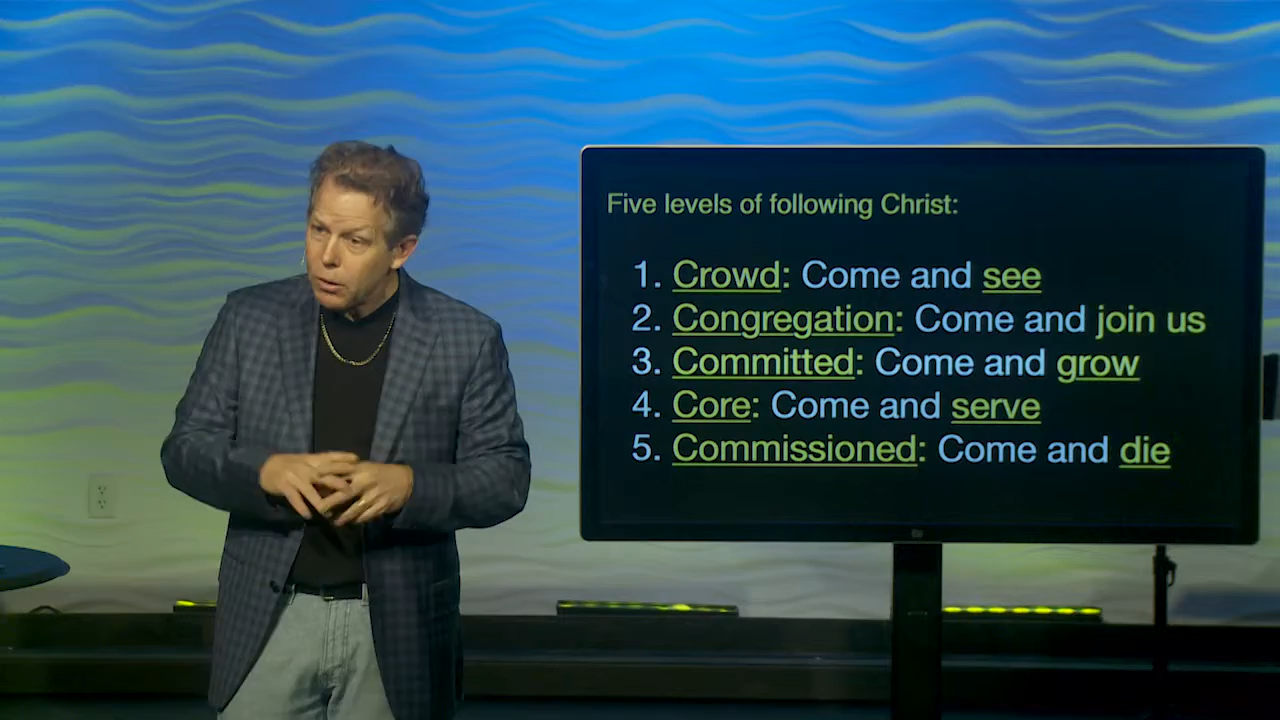 Five levels of following Christ:
1. Crowd: Come and see
2. Congregation: Come and join us
3. Committed: Come and grow
4. Core: Come and serve
5. Commissioned: Come and die